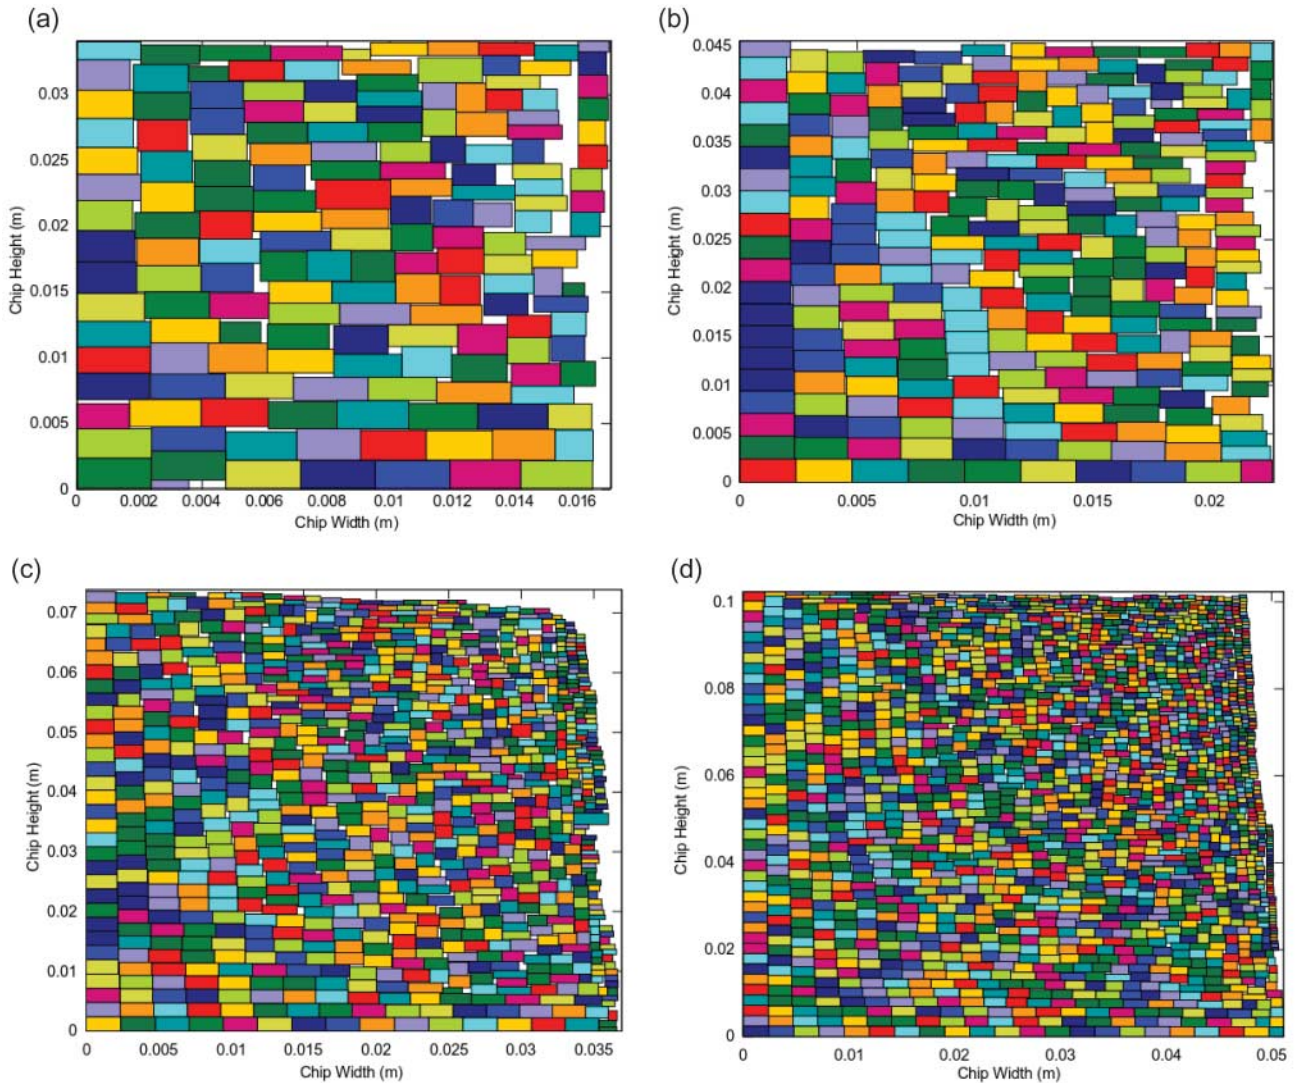 (a)
0.03
0.025
0.02
0.015
0.01
0.005
0
Chip Height (m)
0 0.002 0.004 0.006 0.008 0.01 0.012 0.014 0.016
Chip Width (m)
(b)
0.045
0.04
0.035
0.03
0.025
0.02
0.015
0.01
0.005
0
Chip Height (m)
0 0.005 0.01 0.015 0.02
Chip Width (m)
(c)
0.07
0.06
0.05
0.04
0.03
0.02
0.01
0
Chip Height (m)
0 0.005 0.01 0.015 0.02 0.025 0.03 0.035
Chip Width (m)
(d)
0.1
0.08
0.06
0.04
0.02
0
Chip Height (m)
0 0.01 0.02 0.03 0.04 0.05
Chip Width (m)